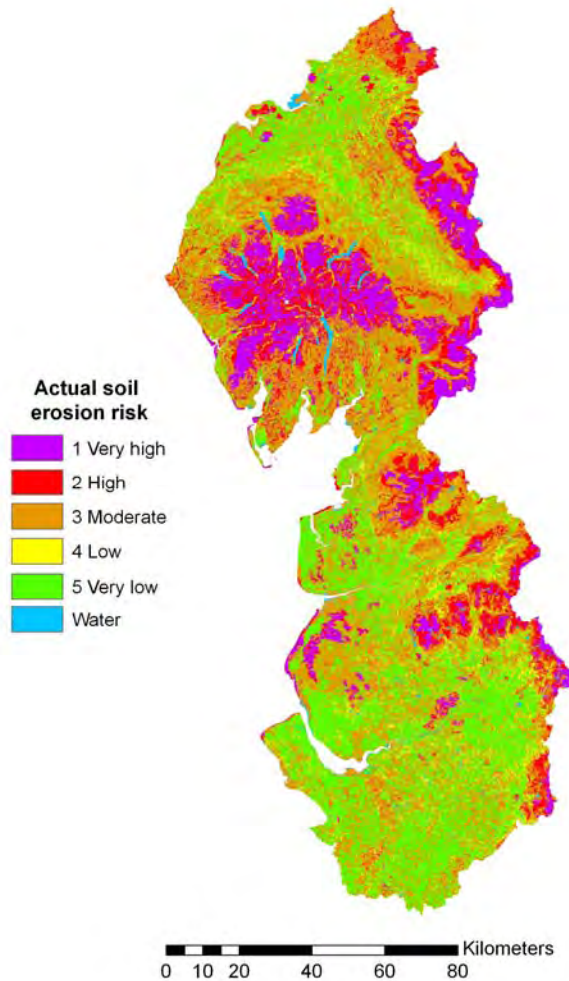 Actual soil
erosion risk
1 Very high
2 High
3 Moderate
4 Low
5 Very low
Water
Kilometers
0 10 20 40 60 80